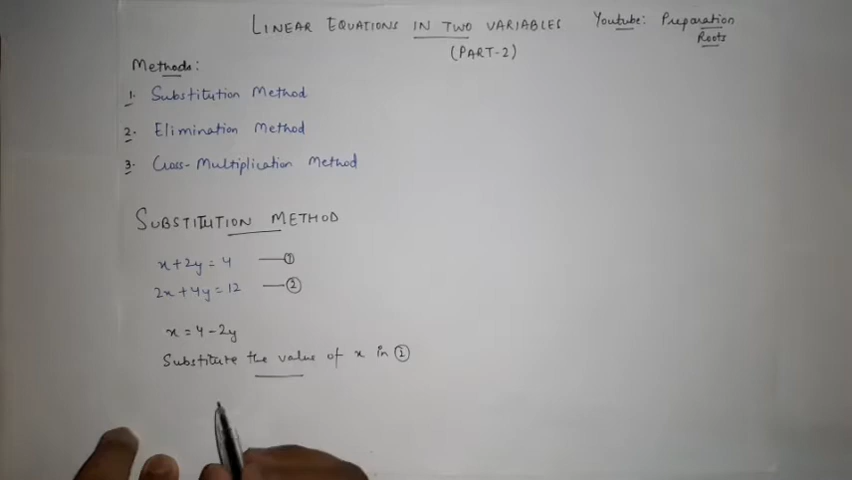 LINEAR EQUATIONS IN TWO VARIABLES
(PART-2)
Youtube: Preparation
Roots
Methods:
1. Substitution Method
2. Elimination Method
3. Cross-Multiplication Method
SUBSTITUTION METHOD
x+2y=4 —①
2x+4y=12 —②
x=4-2y
Substitute the value of x in ②